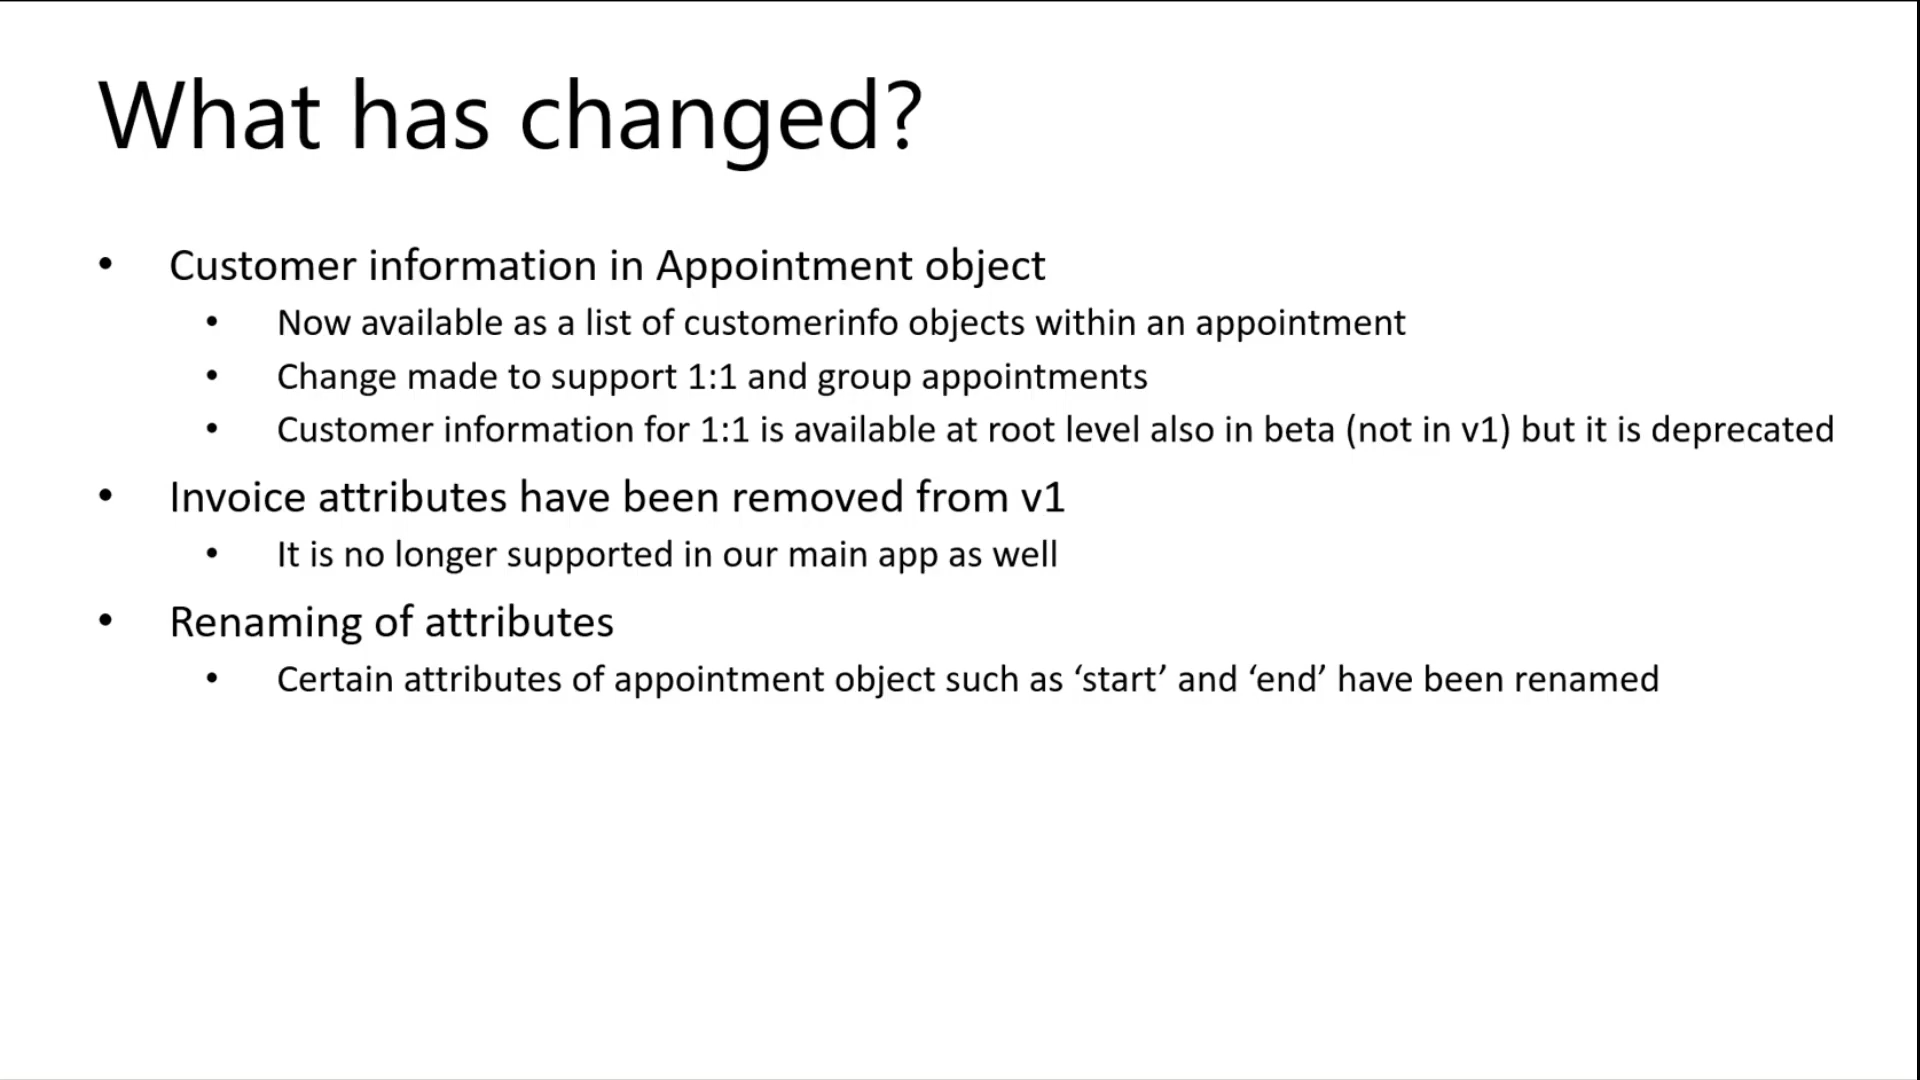 What has changed?
• Customer information in Appointment object
• Now available as a list of customerinfo objects within an appointment
• Change made to support 1:1 and group appointments
• Customer information for 1:1 is available at root level also in beta (not in v1) but it is deprecated
• Invoice attributes have been removed from v1
• It is no longer supported in our main app as well
• Renaming of attributes
• Certain attributes of appointment object such as ‘start’ and ‘end’ have been renamed